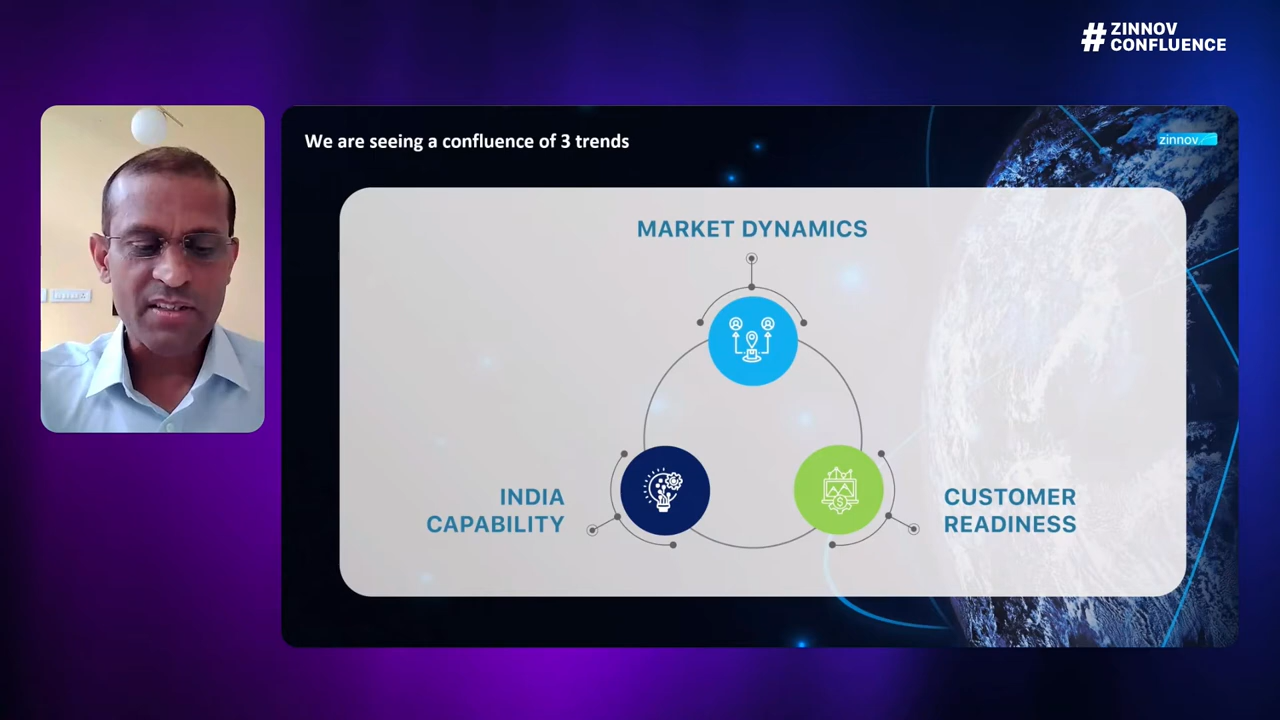 # ZINNOV
CONFLUENCE
We are seeing a confluence of 3 trends
zinnov
MARKET DYNAMICS
INDIA
CAPABILITY
CUSTOMER
READINESS
$